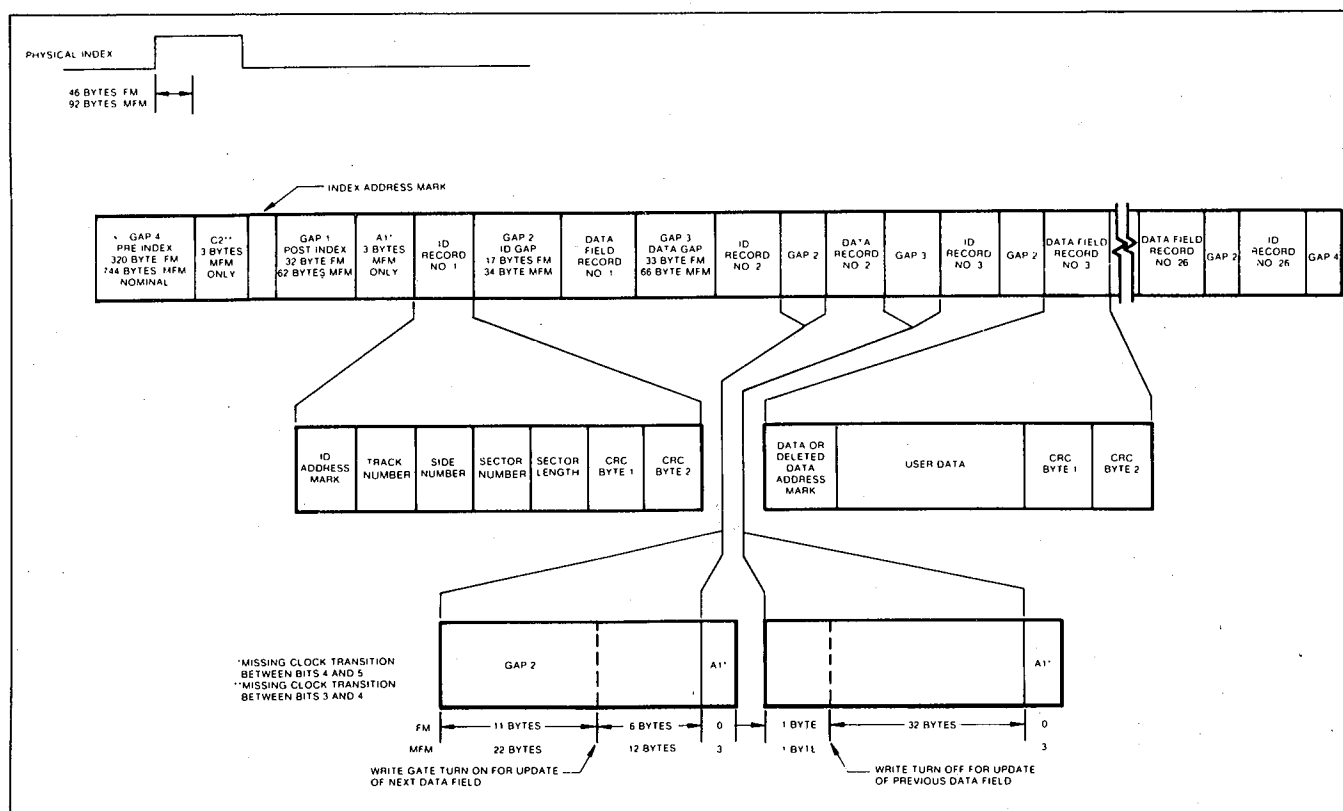 PHYSICAL INDEX
46 BYTES FM
92 BYTES MFM
INDEX ADDRESS MARK
GAP 4
PRE INDEX
320 BYTE FM
744 BYTES MFM
NOMINAL
C2**
3 BYTES
MFM
ONLY
GAP 1
POST INDEX
32 BYTE FM
62 BYTES MFM
A1*
3 BYTES
MFM
ONLY
ID
RECORD
NO. 1
GAP 2
ID GAP
17 BYTES FM
34 BYTE MFM
DATA
FIELD
RECORD
NO. 1
GAP 3
DATA GAP
33 BYTE FM
66 BYTE MFM
ID
RECORD
NO. 2
GAP 2
DATA
RECORD
NO. 2
GAP 3
ID
RECORD
NO. 3
GAP 2
DATA FIELD
RECORD
NO. 3
DATA FIELD
RECORD
NO. 26
GAP 2
ID
RECORD
NO. 26
GAP 4
ID
ADDRESS
MARK
TRACK
NUMBER
SIDE
NUMBER
SECTOR
NUMBER
SECTOR
LENGTH
CRC
BYTE 1
CRC
BYTE 2
DATA OR
DELETED
DATA
ADDRESS
MARK
USER DATA
CRC
BYTE 1
CRC
BYTE 2
*MISSING CLOCK TRANSITION
BETWEEN BITS 4 AND 5
**MISSING CLOCK TRANSITION
BETWEEN BITS 3 AND 4
GAP 2
A1*
A1*
FM 11 BYTES 6 BYTES 0 1 BYTE 32 BYTES 0
MFM 22 BYTES 12 BYTES 3 1 BYTE 3
WRITE GATE TURN ON FOR UPDATE
OF NEXT DATA FIELD
WRITE TURN OFF FOR UPDATE
OF PREVIOUS DATA FIELD